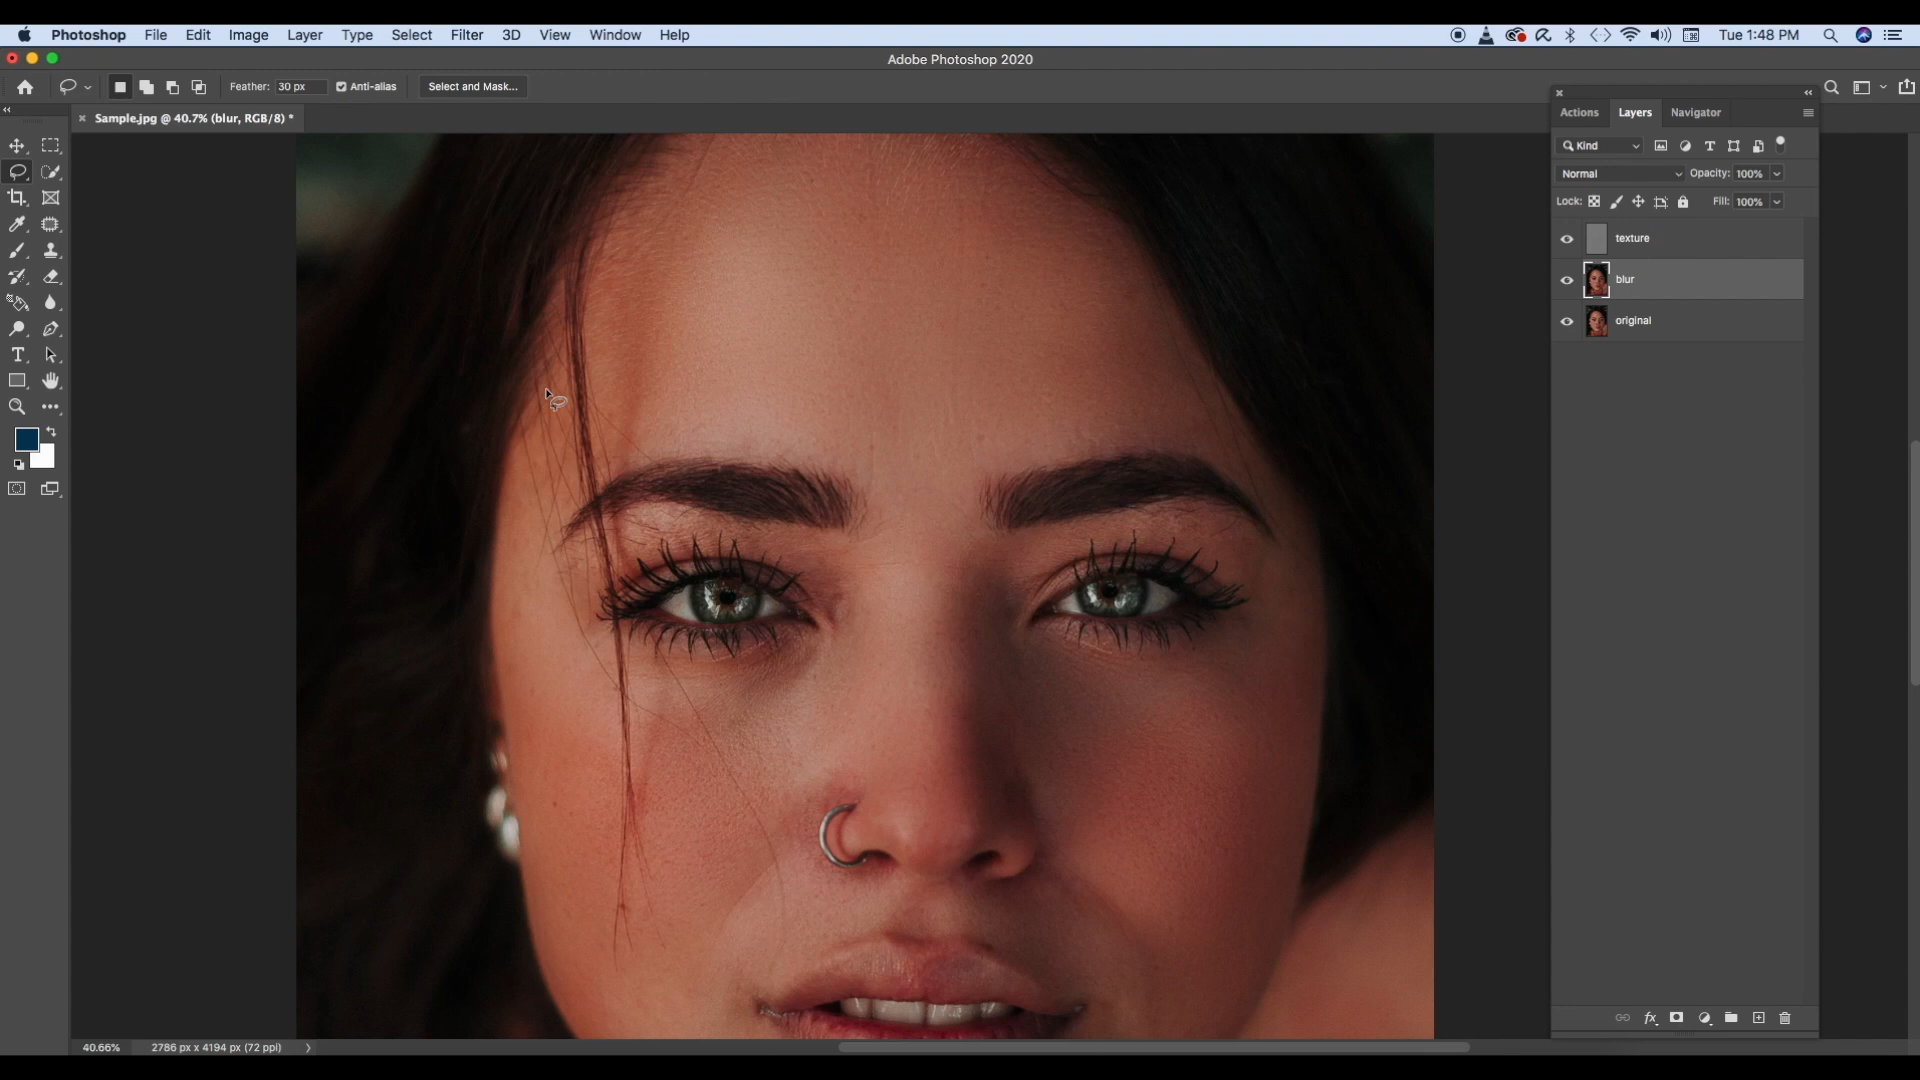 Photoshop File Edit Image Layer Type Select Filter 3D View Window Help Tue 1:48 PM
Adobe Photoshop 2020
Feather: 30 px Anti-alias Select and Mask...
Sample.jpg @ 40.7% (blur, RGB/8) *
Actions Layers Navigator
Kind
Normal Opacity: 100%
Lock: Fill: 100%
texture
blur
original
40.66% 2786 px x 4194 px (72 ppi)